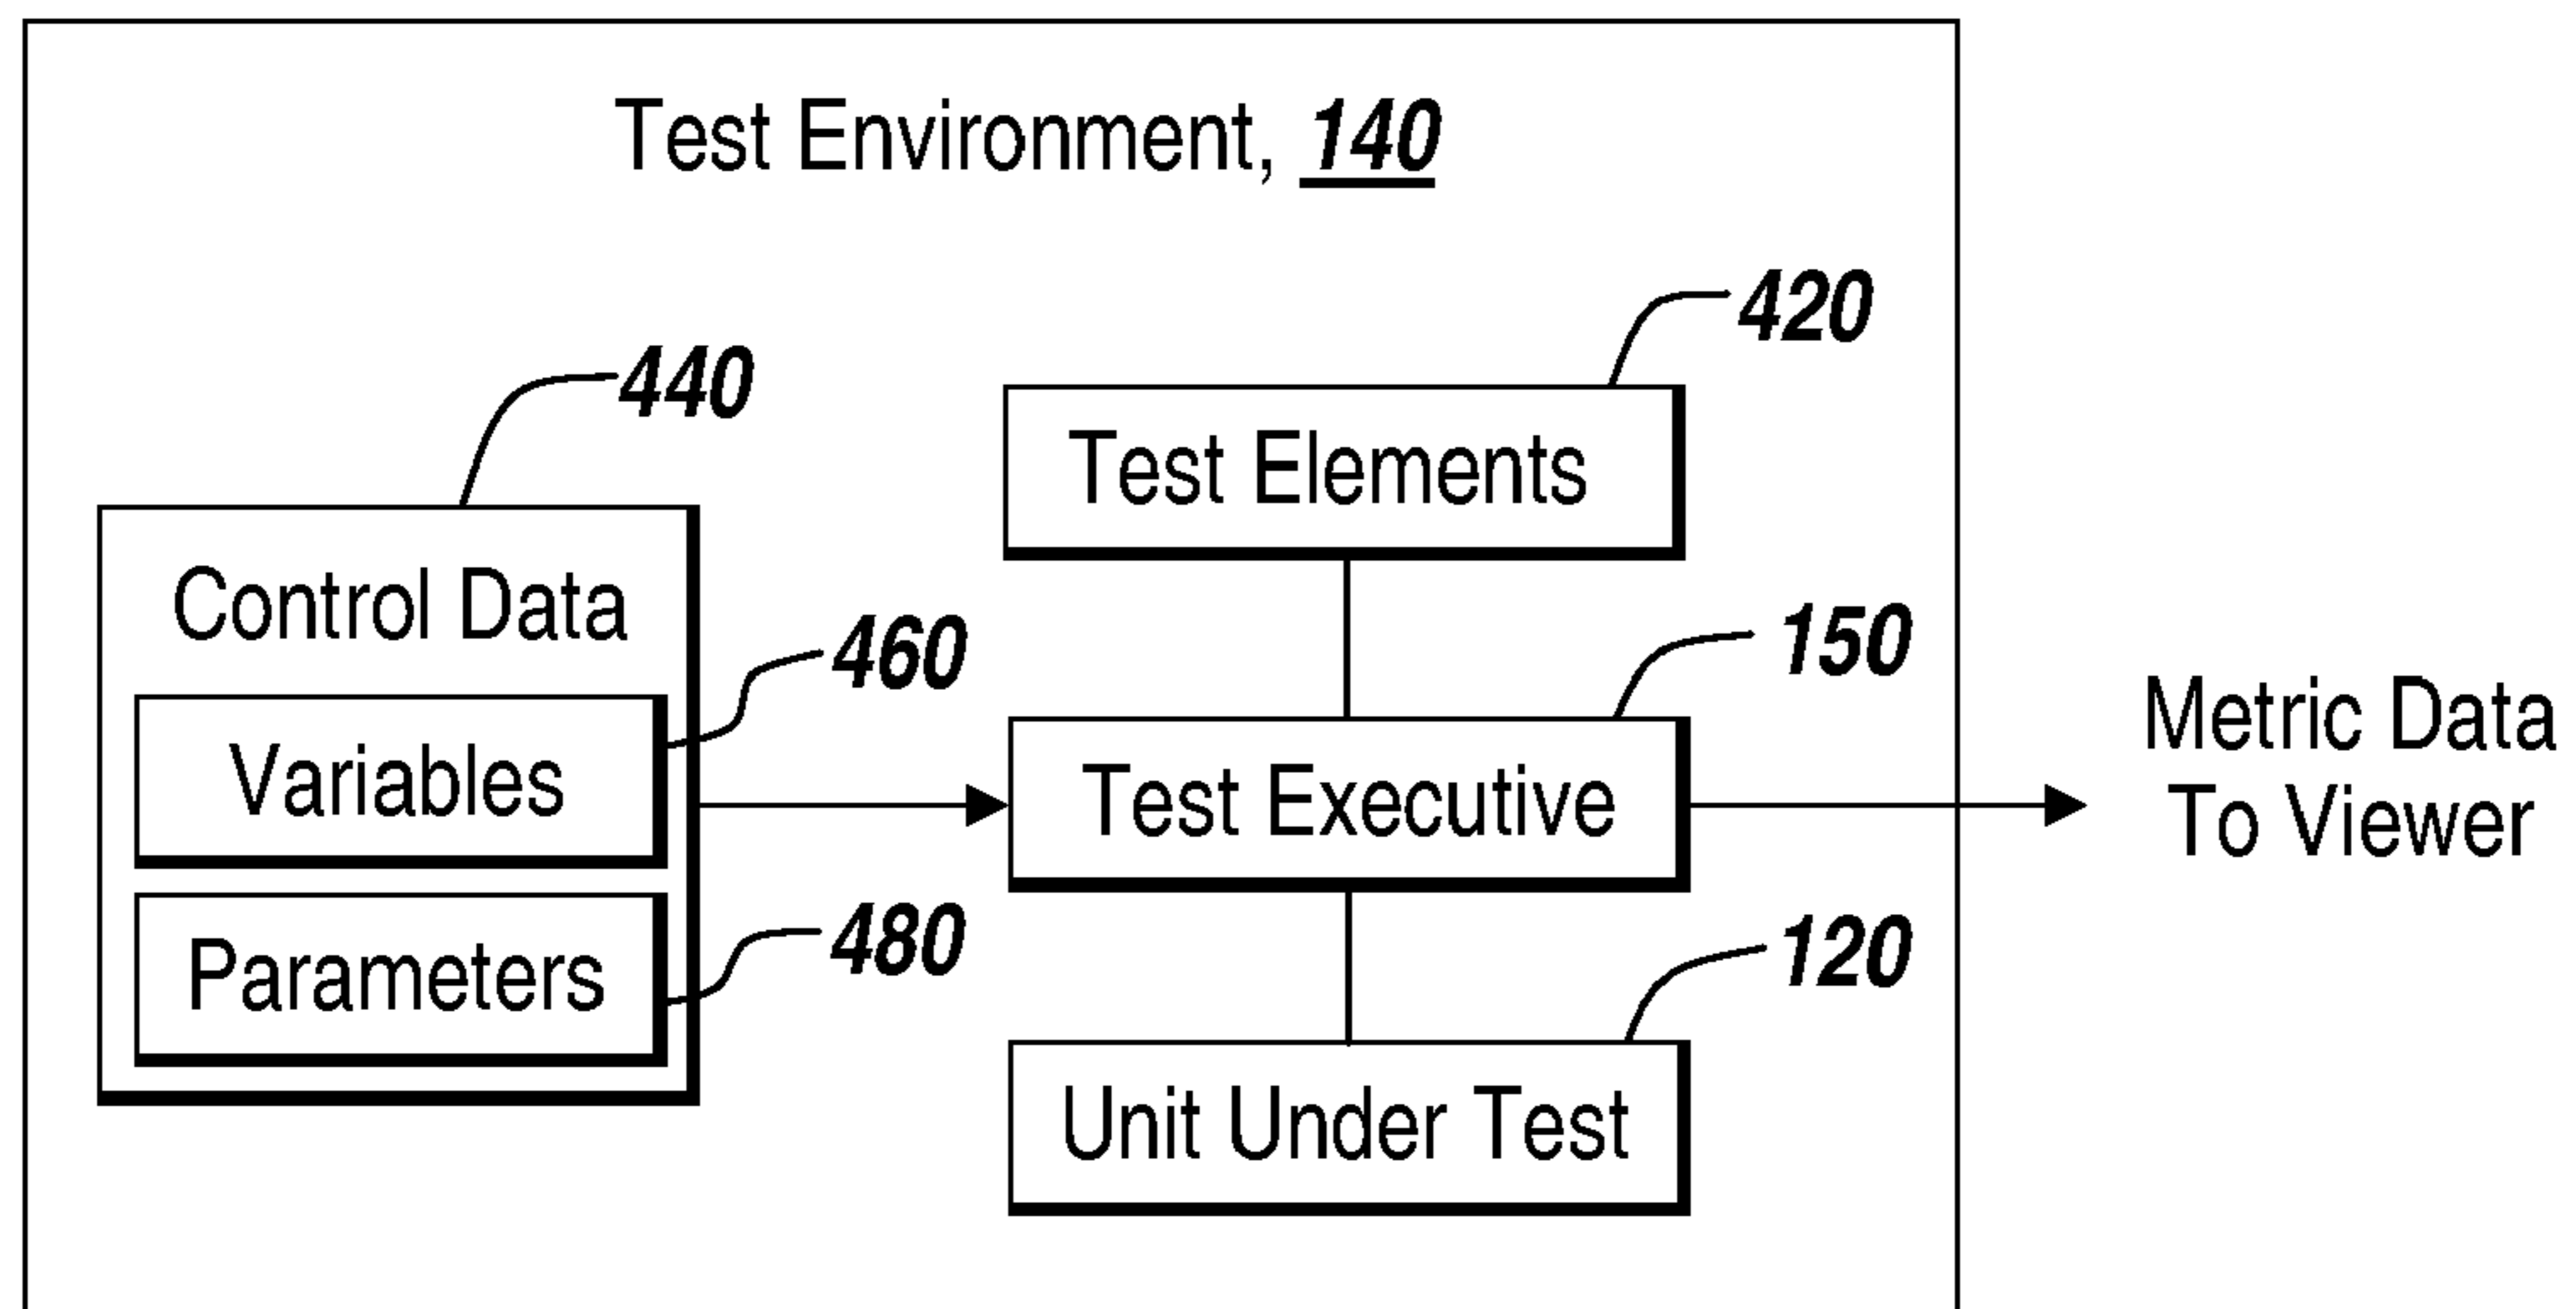 Test Environment, 140
420
440
Test Elements
Control Data
460
150
Variables
Test Executive
Metric Data
To Viewer
480
120
Parameters
Unit Under Test